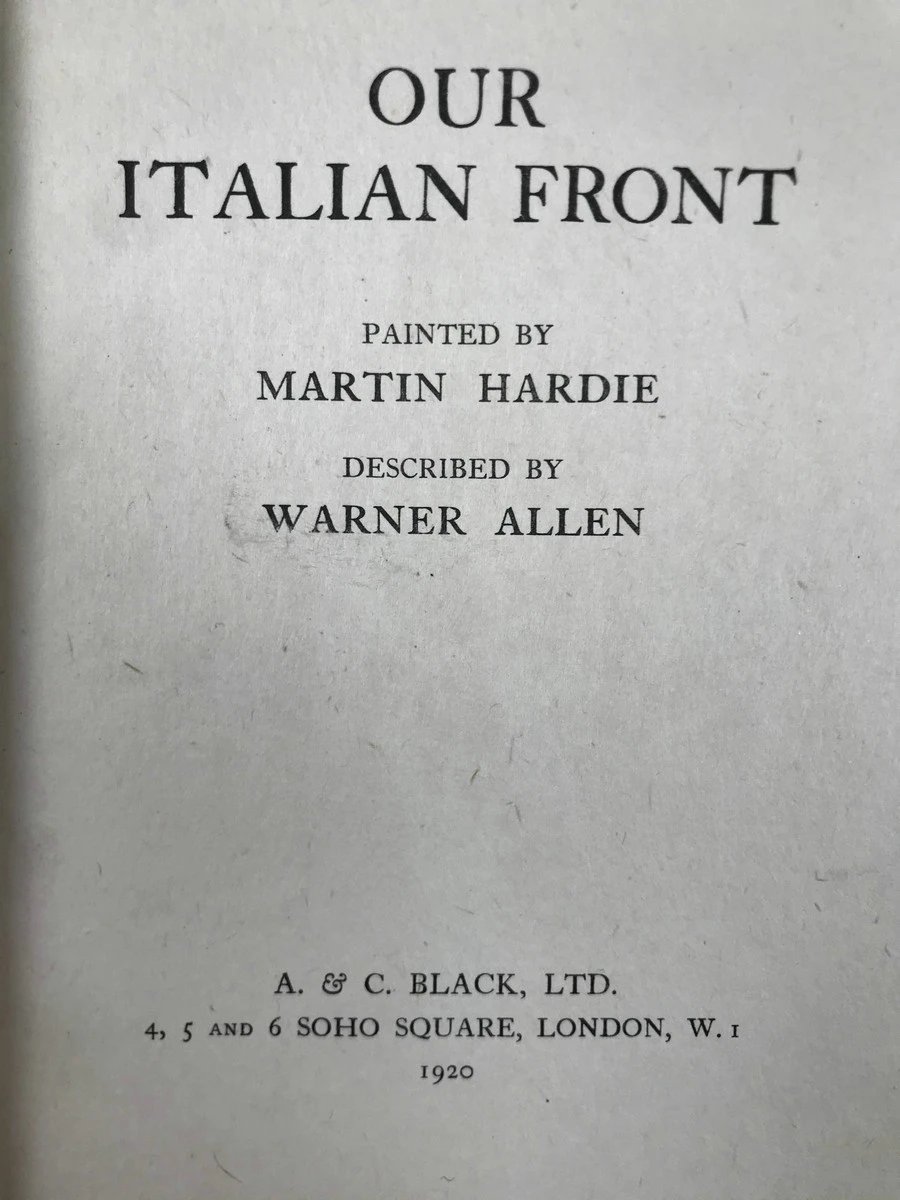 OUR
ITALIAN FRONT
PAINTED BY
MARTIN HARDIE
DESCRIBED BY
WARNER ALLEN
A. & C. BLACK, LTD.
4, 5 AND 6 SOHO SQUARE, LONDON, W. 1
1920